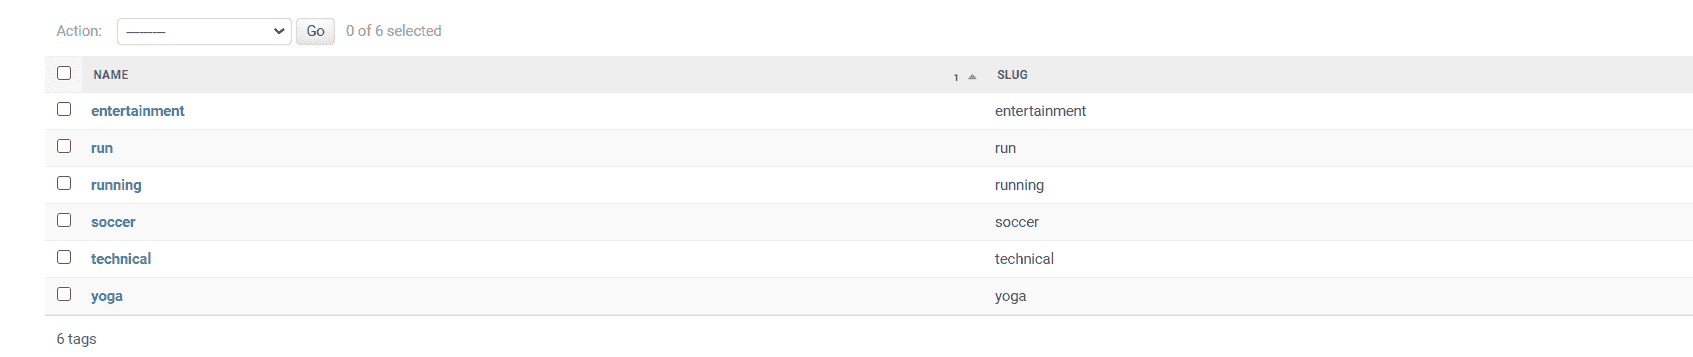 Action: --------- Go 0 of 6 selected
NAME 1 SLUG
entertainment entertainment
run run
running running
soccer soccer
technical technical
yoga yoga
6 tags